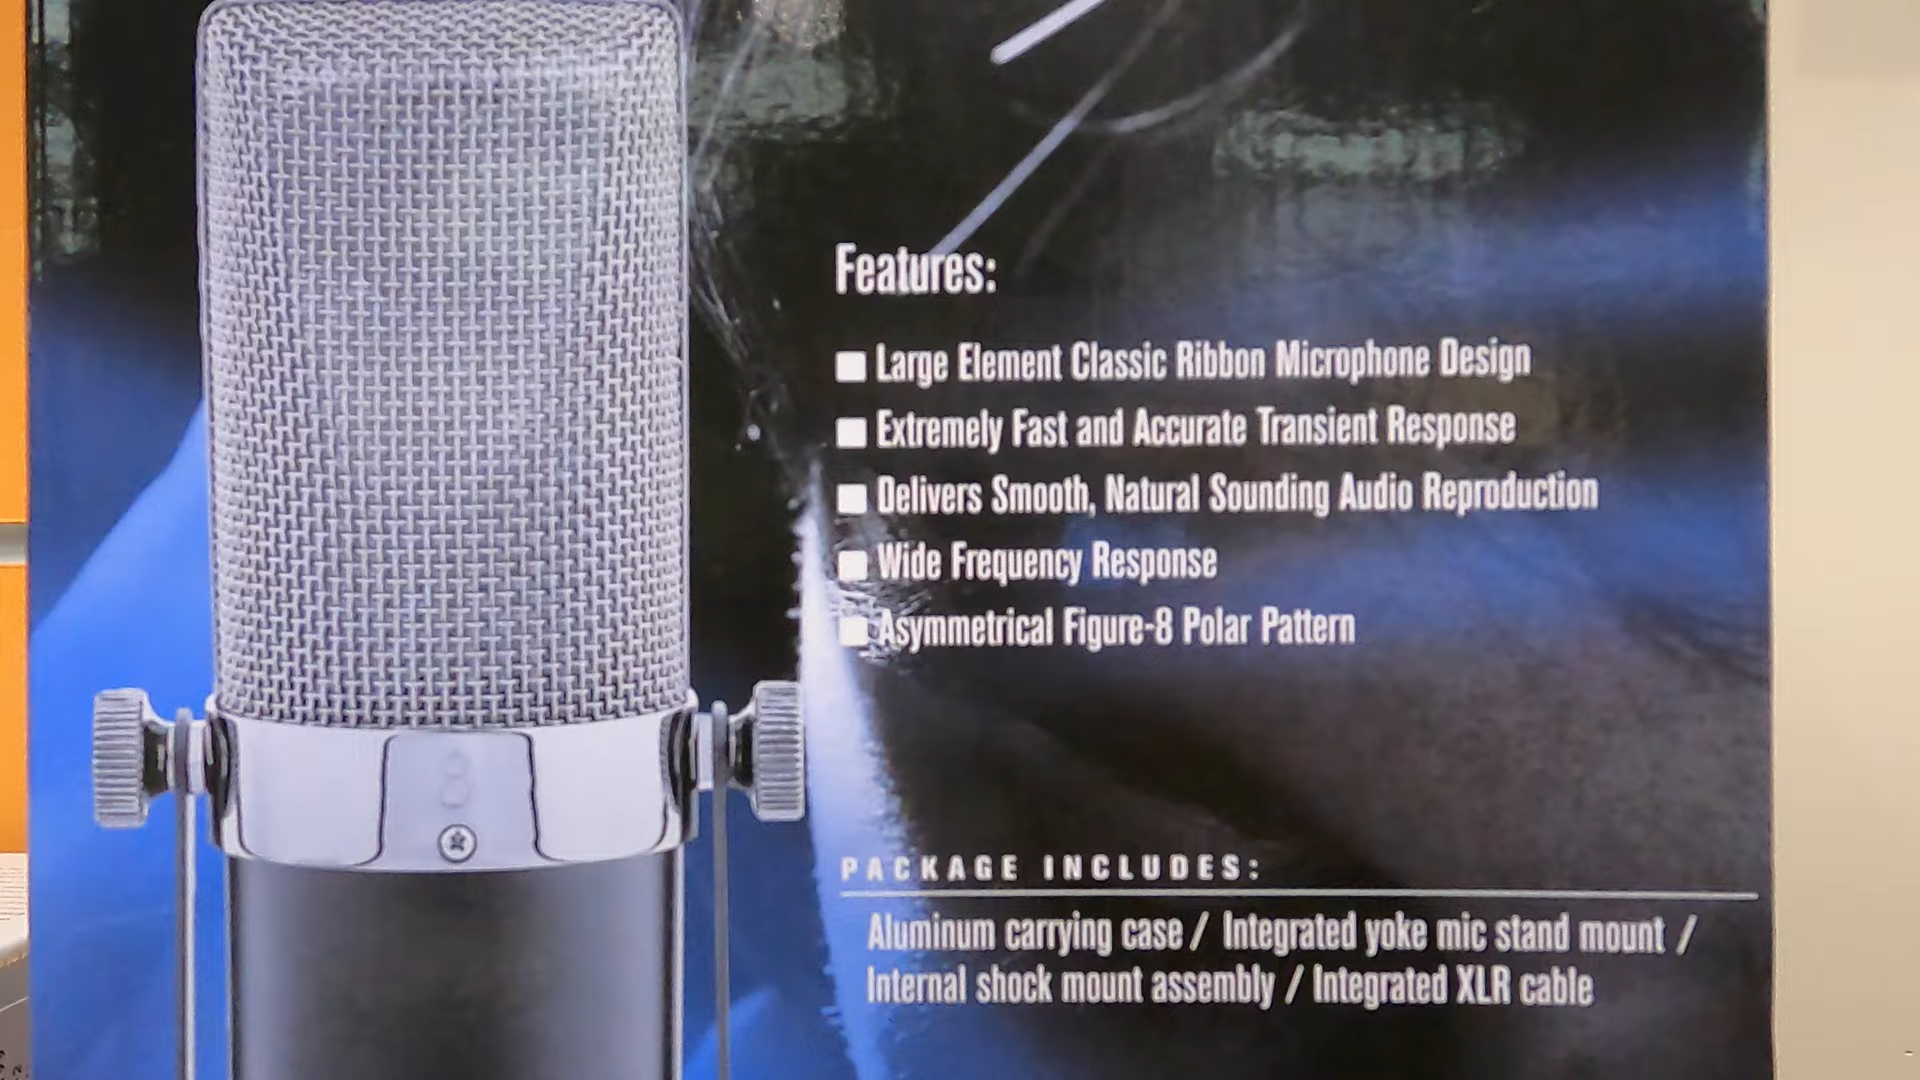 Features:
Large Element Classic Ribbon Microphone Design
Extremely Fast and Accurate Transient Response
Delivers Smooth, Natural Sounding Audio Reproduction
Wide Frequency Response
Asymmetrical Figure-8 Polar Pattern
8
PACKAGE INCLUDES:
Aluminum carrying case / Integrated yoke mic stand mount /
Internal shock mount assembly / Integrated XLR cable